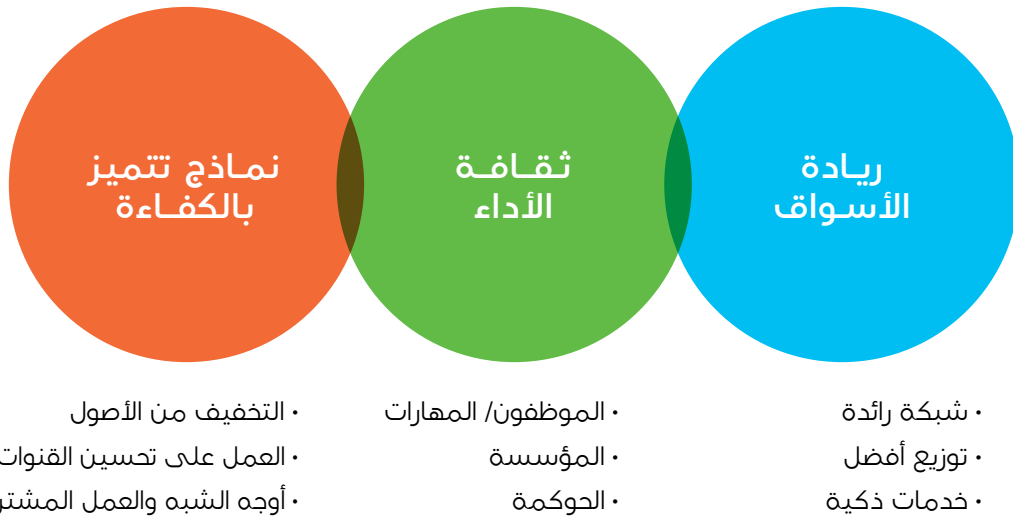 ريادة
الأسواق
ثقافة
الأداء
نماذج تتميز
بالكفاءة
• شبكة رائدة
• توزيع أفضل
• خدمات ذكية
• الموظفون/ المهارات
• المؤسسة
• الحوكمة
• التخفيف من الأصول
• العمل على تحسين القنوات
• أوجه الشبه والعمل